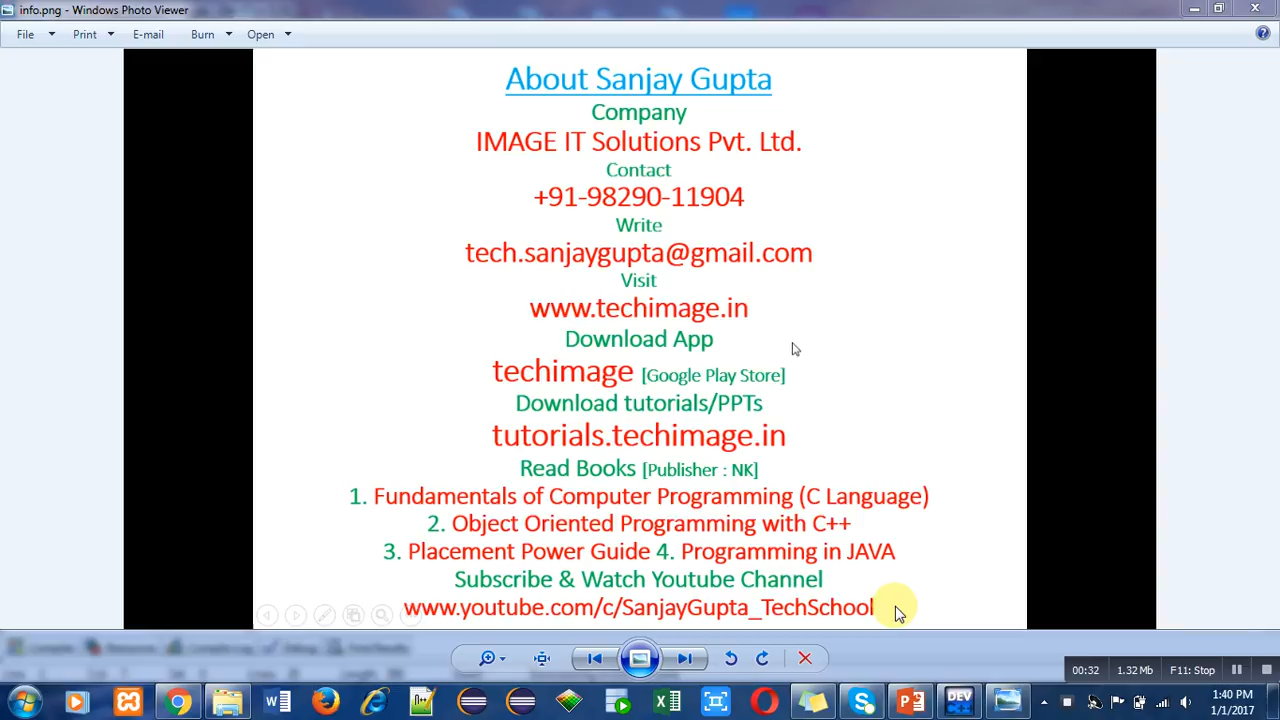 info.png - Windows Photo Viewer
File Print E-mail Burn Open
About Sanjay Gupta
Company
IMAGE IT Solutions Pvt. Ltd.
Contact
+91-98290-11904
Write
tech.sanjaygupta@gmail.com
Visit
www.techimage.in
Download App
techimage [Google Play Store]
Download tutorials/PPTs
tutorials.techimage.in
Read Books [Publisher : NK]
1. Fundamentals of Computer Programming (C Language)
2. Object Oriented Programming with C++
3. Placement Power Guide 4. Programming in JAVA
Subscribe & Watch Youtube Channel
www.youtube.com/c/SanjayGupta_TechSchool
00:32 1.32 Mb F11: Stop
DEV C++
1:40 PM
1/1/2017